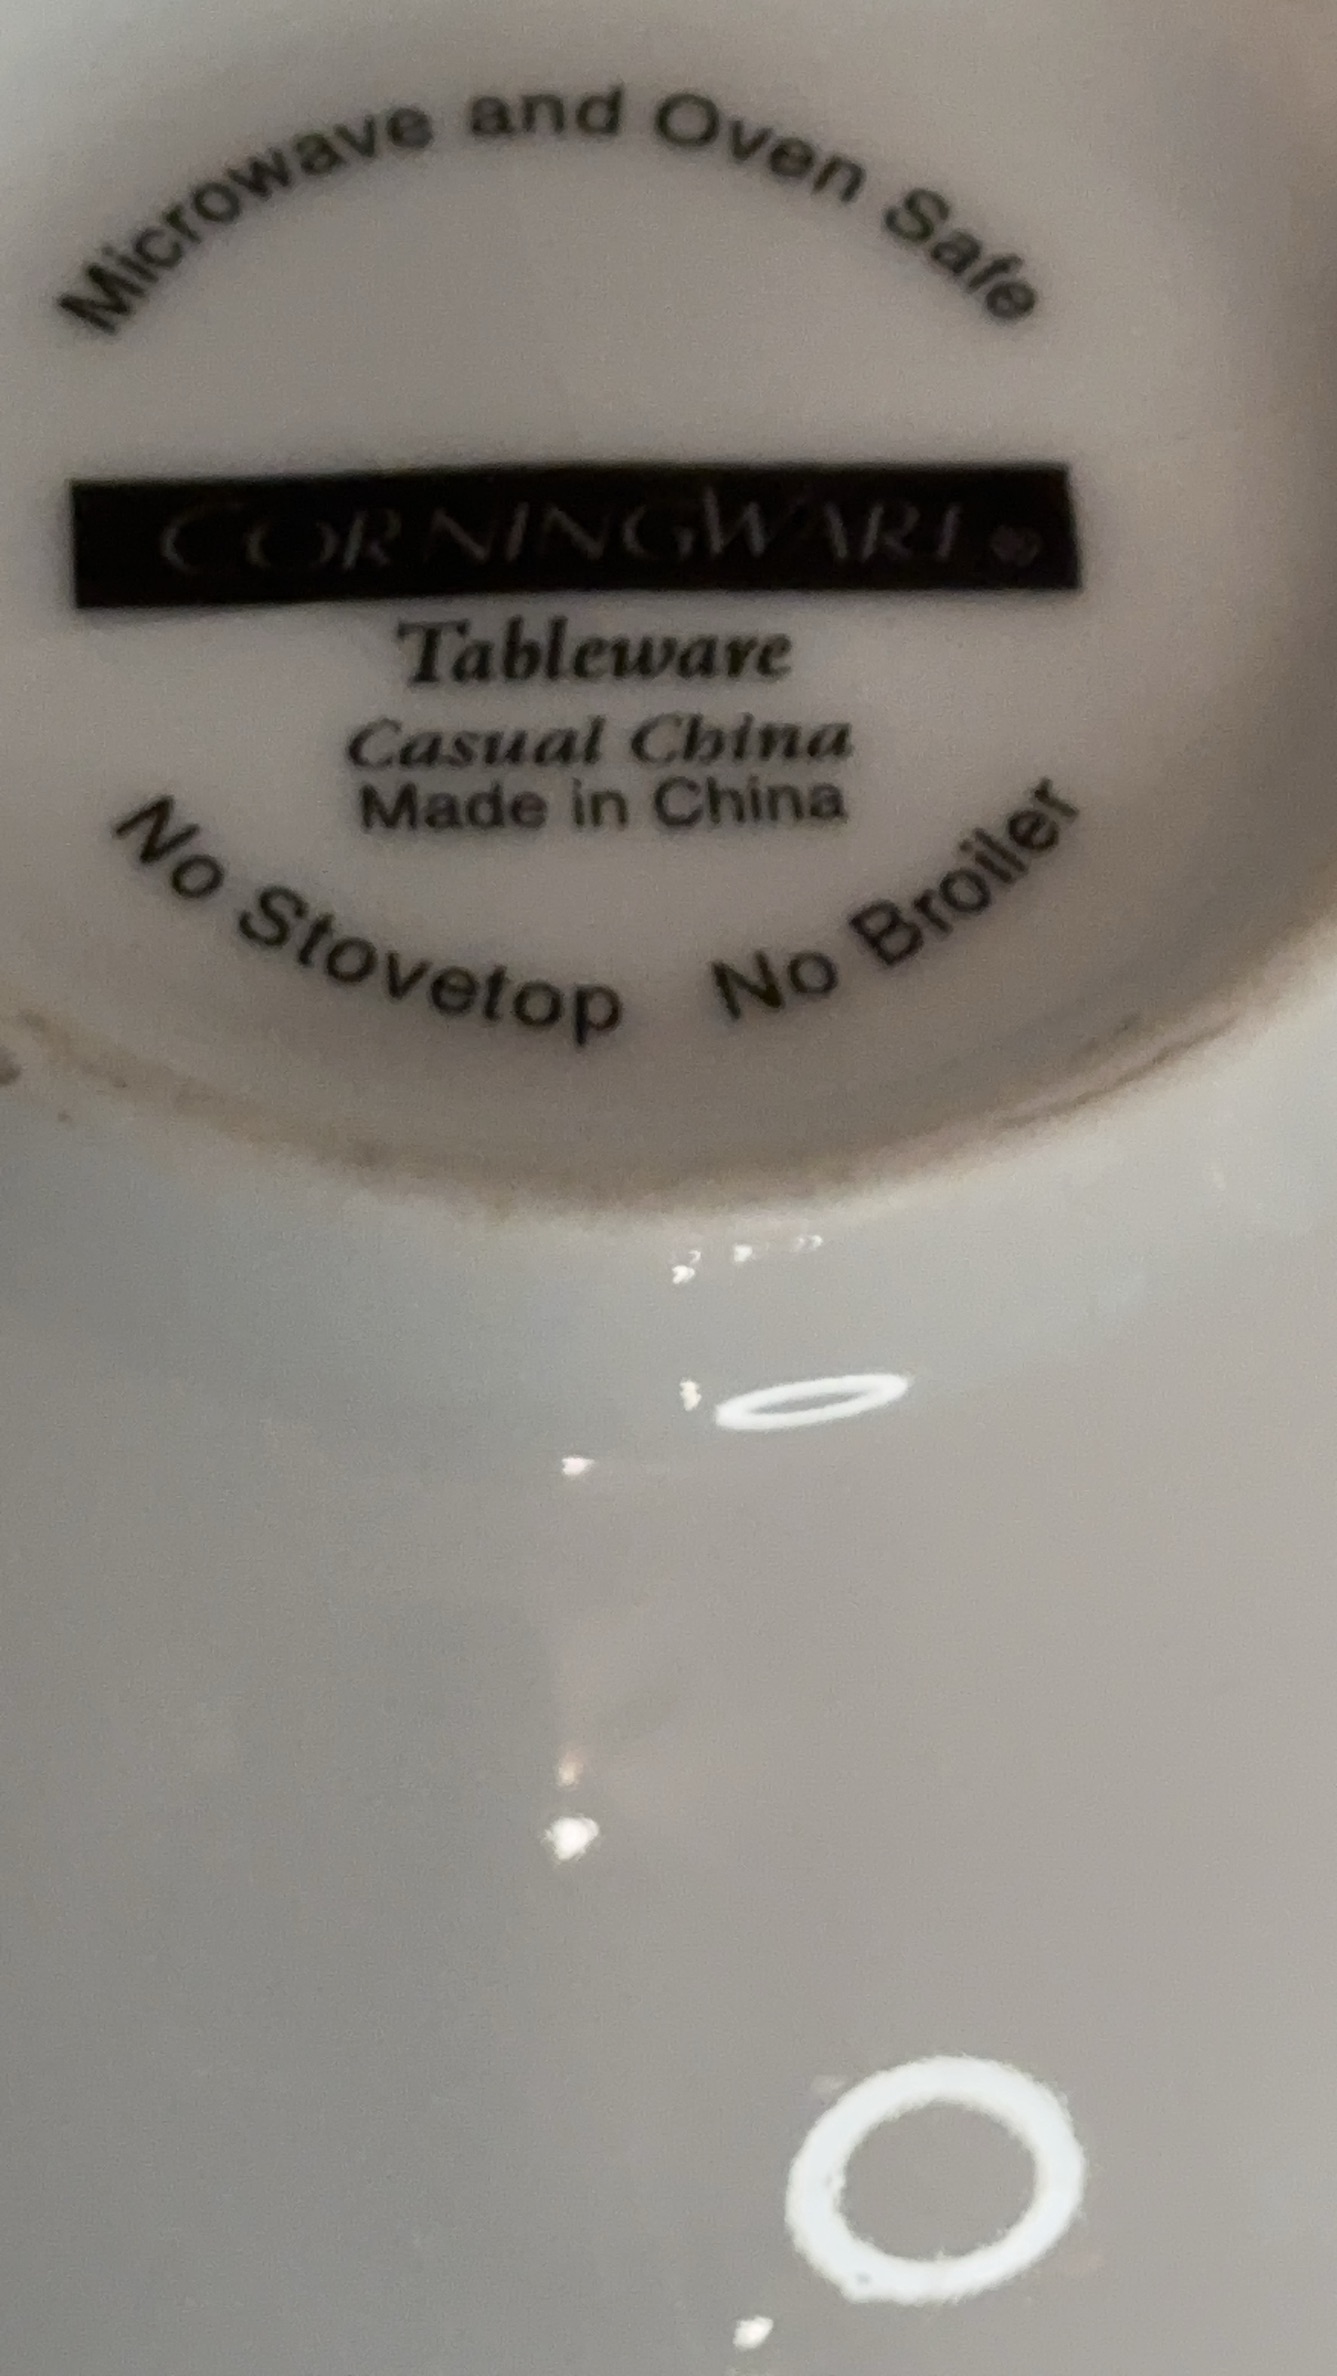 Microwave and Oven Safe
CORNINGWARE®
Tableware
Casual China
Made in China
No Stovetop No Broiler